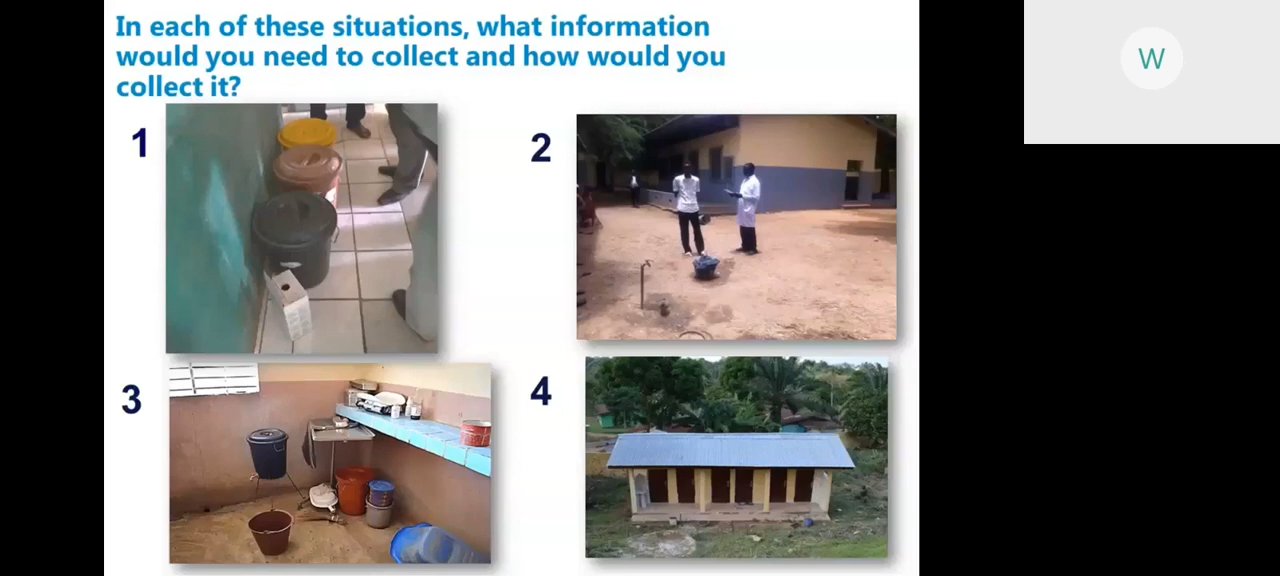 In each of these situations, what information
would you need to collect and how would you
collect it?
1
2
3
4
W